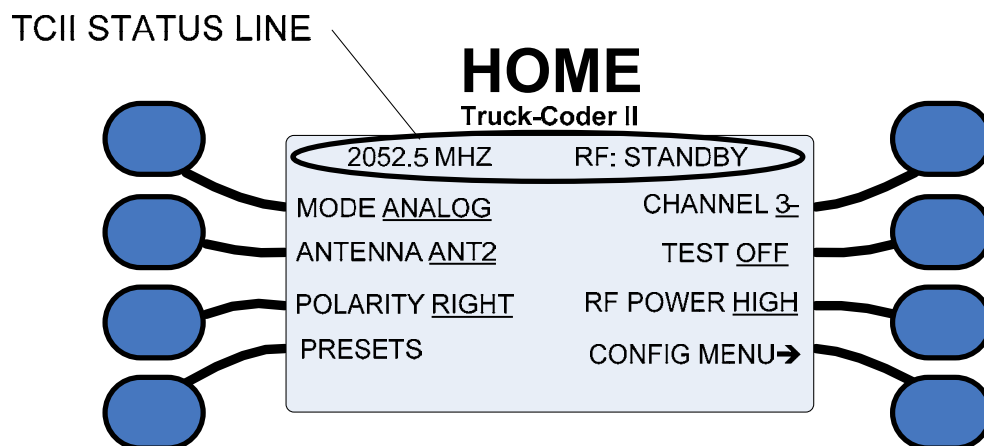 TCII STATUS LINE
HOME
Truck-Coder II
2052.5 MHZ RF: STANDBY
MODE ANALOG CHANNEL 3-
ANTENNA ANT2 TEST OFF
POLARITY RIGHT RF POWER HIGH
PRESETS CONFIG MENU➔